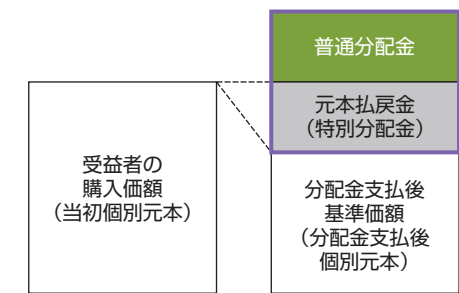 普通分配金
元本払戻金
（特別分配金）
受益者の
購入価額
（当初個別元本）
分配金支払後
基準価額
（分配金支払後
個別元本）